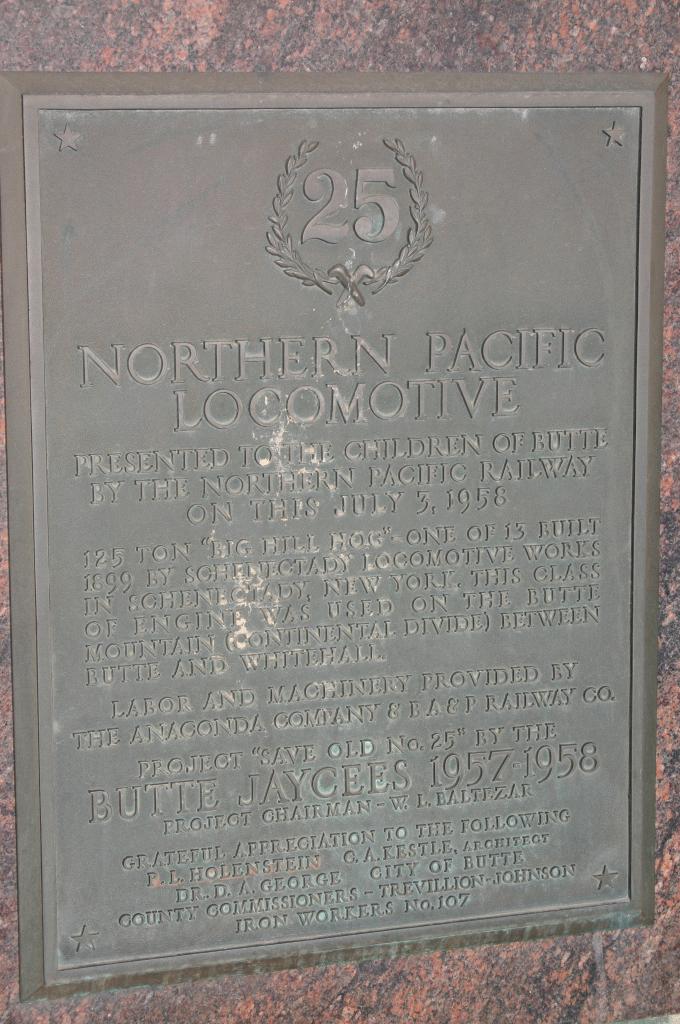 25
NORTHERN PACIFIC
LOCOMOTIVE
PRESENTED TO THE CHILDREN OF BUTTE
BY THE NORTHERN PACIFIC RAILWAY
ON THIS JULY 3, 1958
125 TON "BIG HILL HOG"-ONE OF 13 BUILT
1899 BY SCHENECTADY LOCOMOTIVE WORKS
IN SCHENECTADY, NEW YORK. THIS CLASS
OF ENGINE WAS USED ON THE BUTTE
MOUNTAIN (CONTINENTAL DIVIDE) BETWEEN
BUTTE AND WHITEHALL.
LABOR AND MACHINERY PROVIDED BY
THE ANACONDA COMPANY & B A & P RAILWAY CO.
PROJECT "SAVE OLD NO. 25" BY THE
BUTTE JAYCEES 1957-1958
PROJECT CHAIRMAN - W. L. BALTEZAR
GRATEFUL APPRECIATION TO THE FOLLOWING
P. L. HOLENSTEIN C. A. KESTLE, ARCHITECT
DR. D. A. GEORGE CITY OF BUTTE
COUNTY COMMISSIONERS - TREVILLION-JOHNSON
IRON WORKERS NO. 107